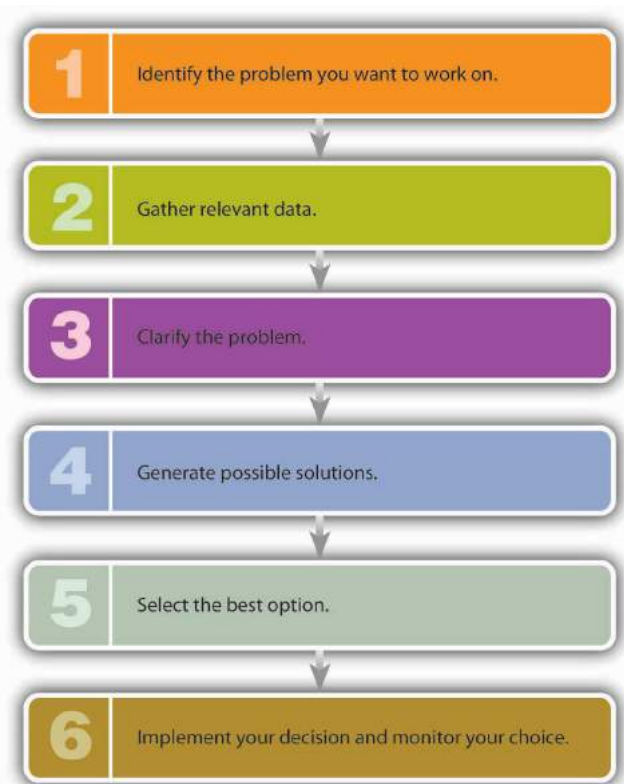 1 Identify the problem you want to work on.
2 Gather relevant data.
3 Clarify the problem.
4 Generate possible solutions.
5 Select the best option.
6 Implement your decision and monitor your choice.